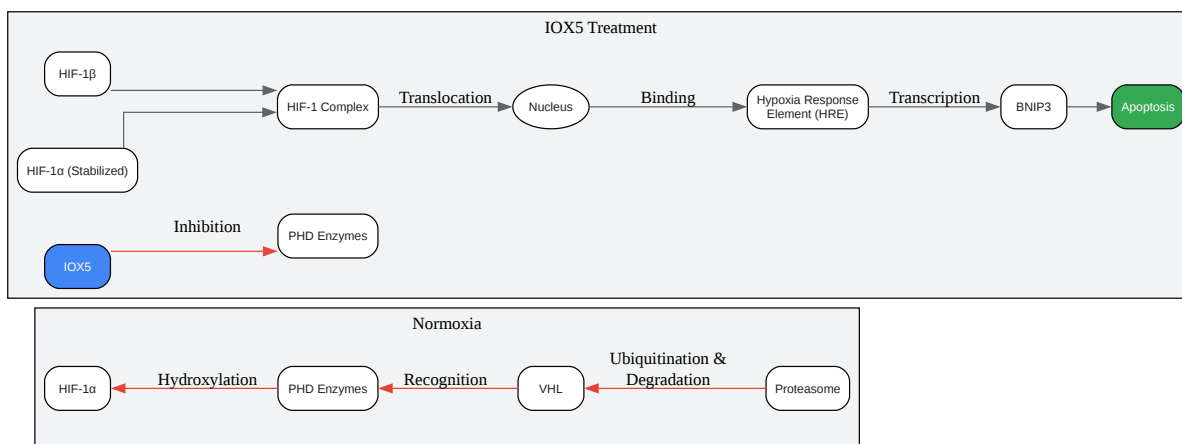 IOX5 Treatment
HIF-1β
HIF-1 Complex
Translocation
Nucleus
Binding
Hypoxia Response
Element (HRE)
Transcription
BNIP3
Apoptosis
HIF-1α (Stabilized)
Inhibition
PHD Enzymes
IOX5
Normoxia
HIF-1α
Hydroxylation
PHD Enzymes
Recognition
VHL
Ubiquitination &
Degradation
Proteasome